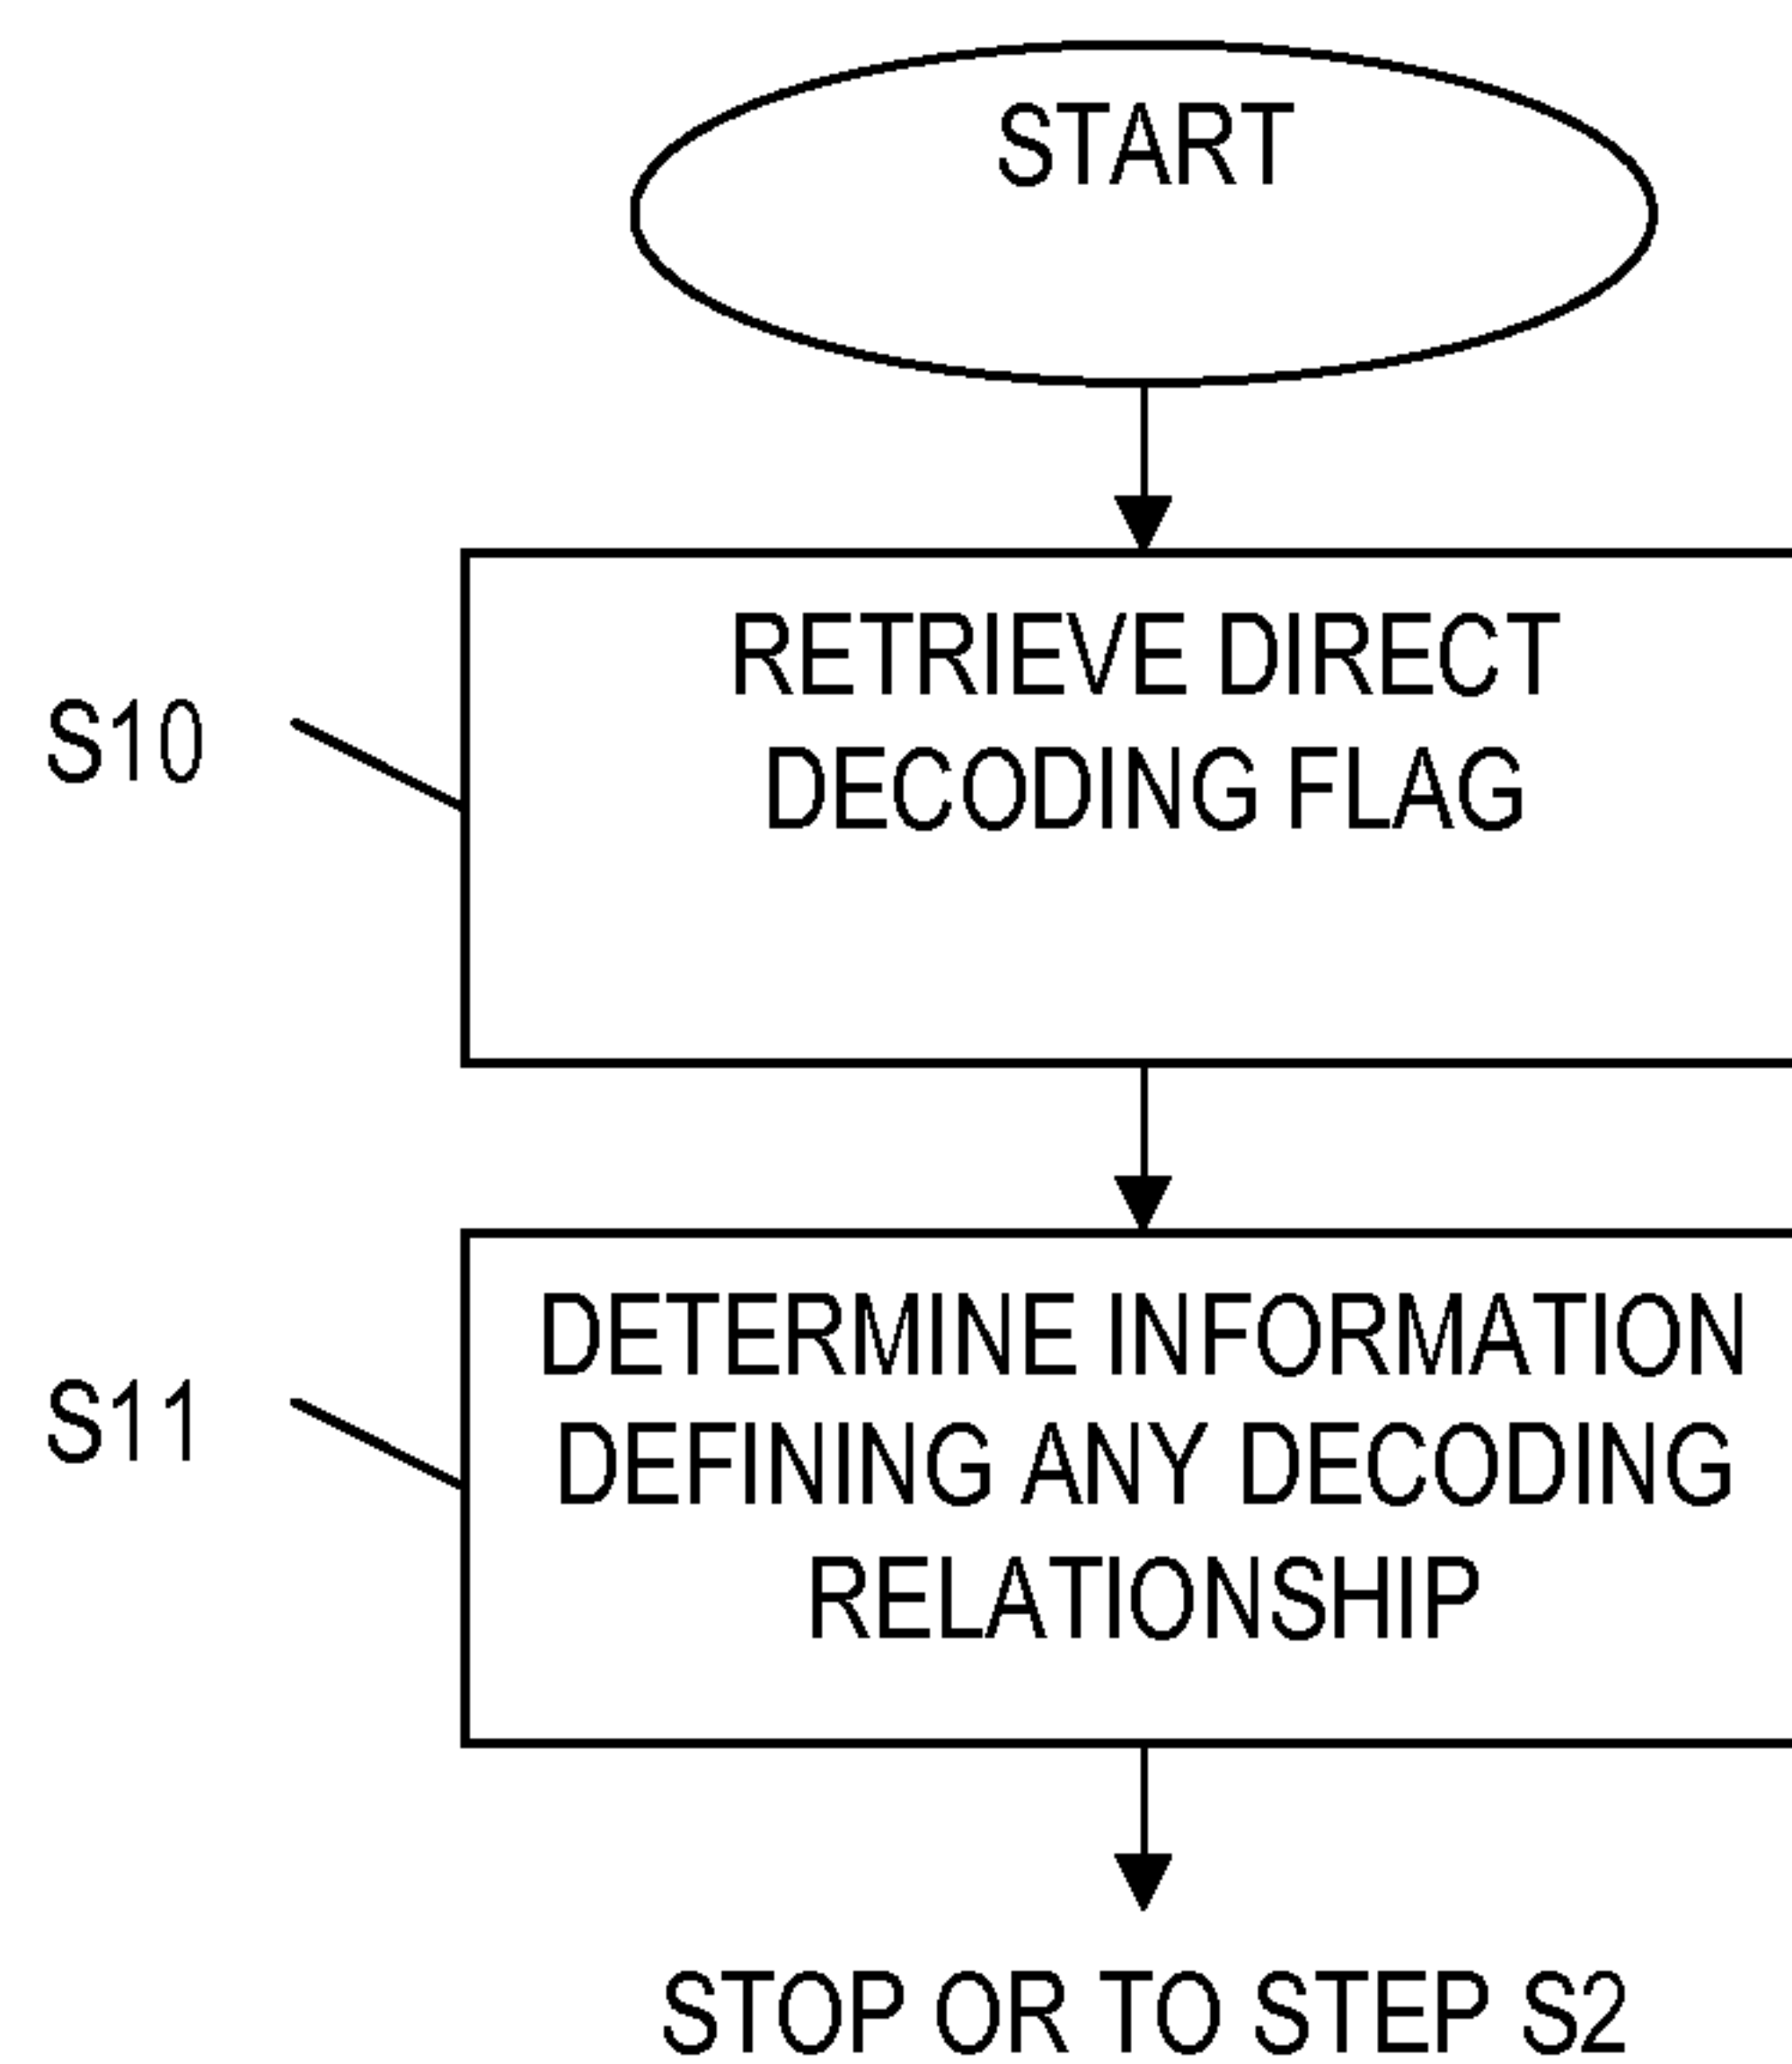 START
RETRIEVE DIRECT
DECODING FLAG
S10
DETERMINE INFORMATION
DEFINING ANY DECODING
RELATIONSHIP
S11
STOP OR TO STEP S2